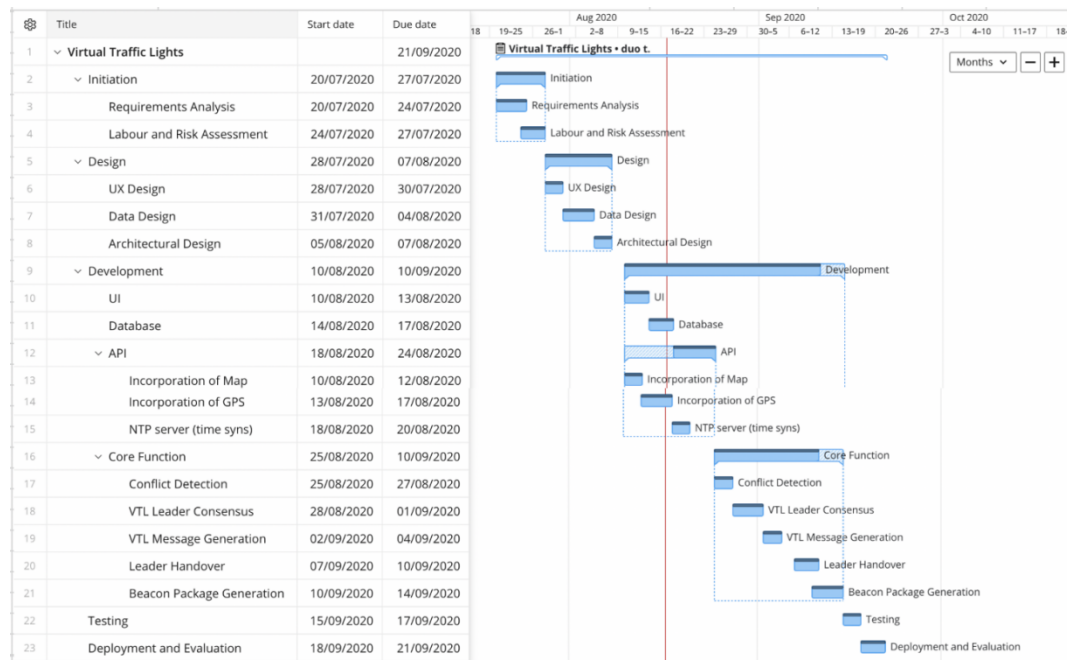 Title Start date Due date
Aug 2020 Sep 2020 Oct 2020
18 19–25 26–1 2–8 9–15 16–22 23–29 30–5 6–12 13–19 20–26 27–3 4–10 11–17 18-
1 Virtual Traffic Lights 21/09/2020 Virtual Traffic Lights • duo t.
Months
2 Initiation 20/07/2020 27/07/2020 Initiation
3 Requirements Analysis 20/07/2020 24/07/2020 Requirements Analysis
4 Labour and Risk Assessment 24/07/2020 27/07/2020 Labour and Risk Assessment
5 Design 28/07/2020 07/08/2020 Design
6 UX Design 28/07/2020 30/07/2020 UX Design
7 Data Design 31/07/2020 04/08/2020 Data Design
8 Architectural Design 05/08/2020 07/08/2020 Architectural Design
9 Development 10/08/2020 10/09/2020 Development
10 UI 10/08/2020 13/08/2020 UI
11 Database 14/08/2020 17/08/2020 Database
12 API 18/08/2020 24/08/2020 API
13 Incorporation of Map 10/08/2020 12/08/2020 Incorporation of Map
14 Incorporation of GPS 13/08/2020 17/08/2020 Incorporation of GPS
15 NTP server (time syns) 18/08/2020 20/08/2020 NTP server (time syns)
16 Core Function 25/08/2020 10/09/2020 Core Function
17 Conflict Detection 25/08/2020 27/08/2020 Conflict Detection
18 VTL Leader Consensus 28/08/2020 01/09/2020 VTL Leader Consensus
19 VTL Message Generation 02/09/2020 04/09/2020 VTL Message Generation
20 Leader Handover 07/09/2020 10/09/2020 Leader Handover
21 Beacon Package Generation 10/09/2020 14/09/2020 Beacon Package Generation
22 Testing 15/09/2020 17/09/2020 Testing
23 Deployment and Evaluation 18/09/2020 21/09/2020 Deployment and Evaluation